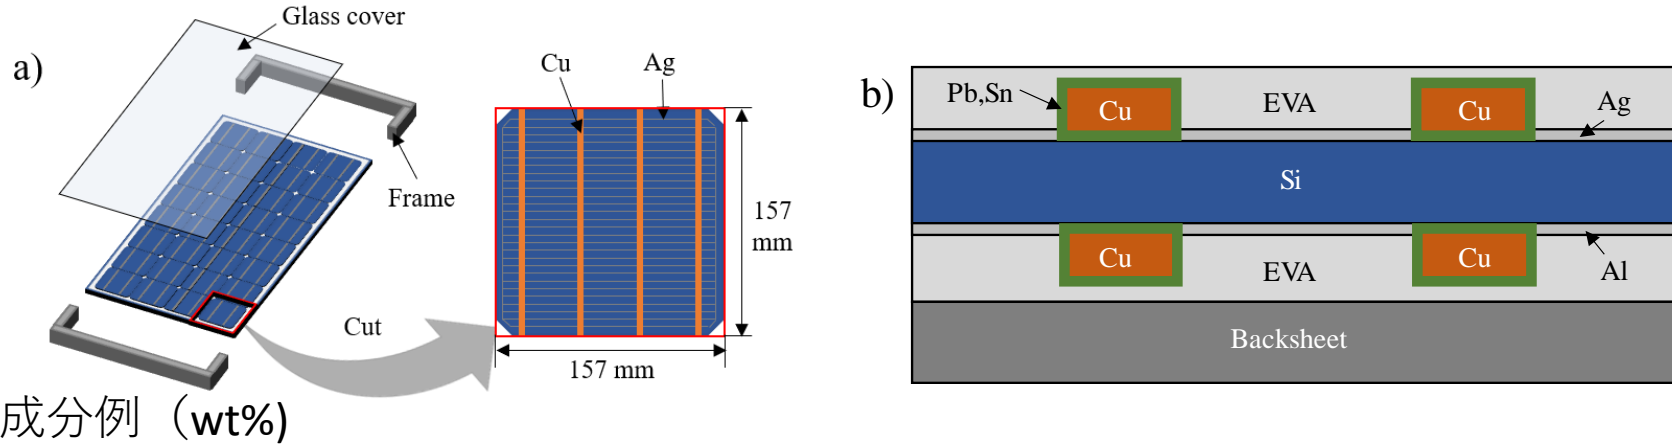 a)
Glass cover
Frame
Cut
Cu
Ag
157
mm
157 mm
b)
Pb,Sn
Cu
EVA
Cu
Ag
Si
Cu
EVA
Cu
Al
Backsheet
成分例（wt%)